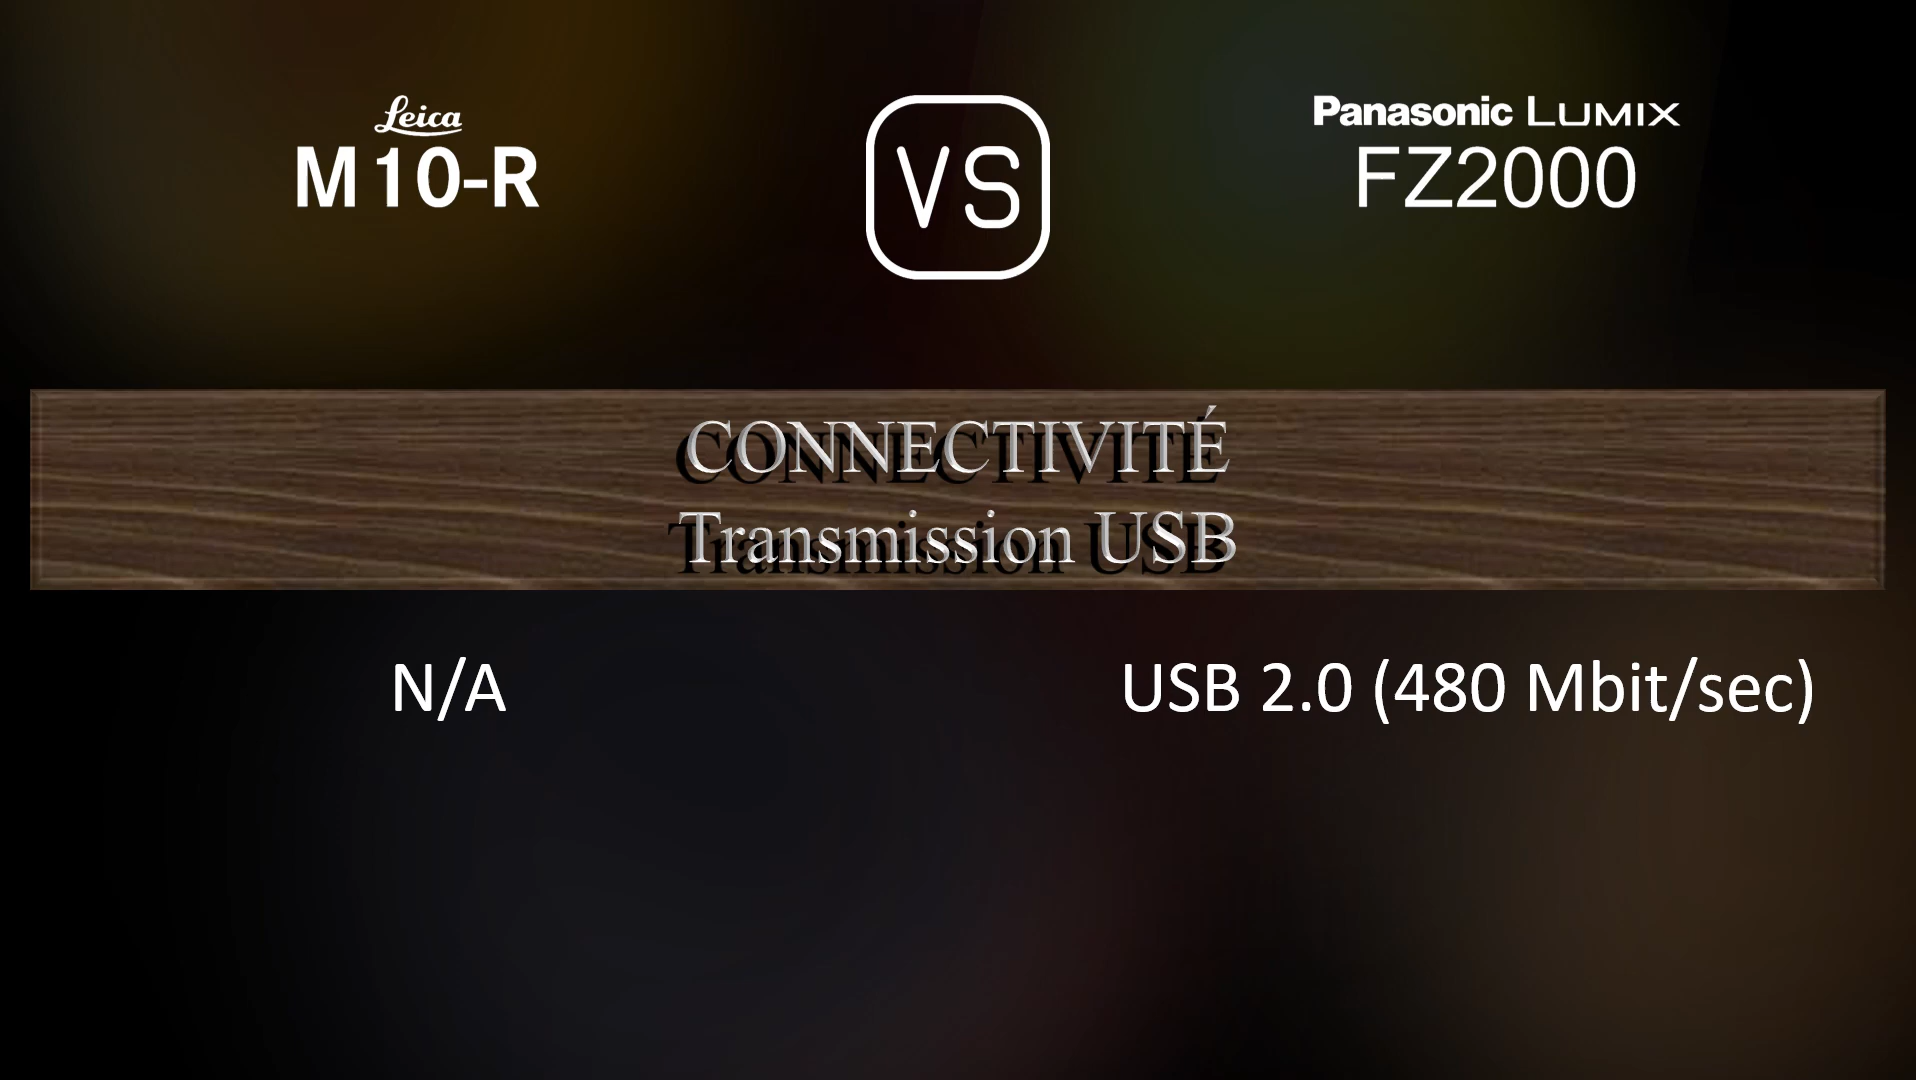 Leica
M10-R
VS
Panasonic LUMIX
FZ2000
CONNECTIVITÉ
Transmission USB
N/A
USB 2.0 (480 Mbit/sec)